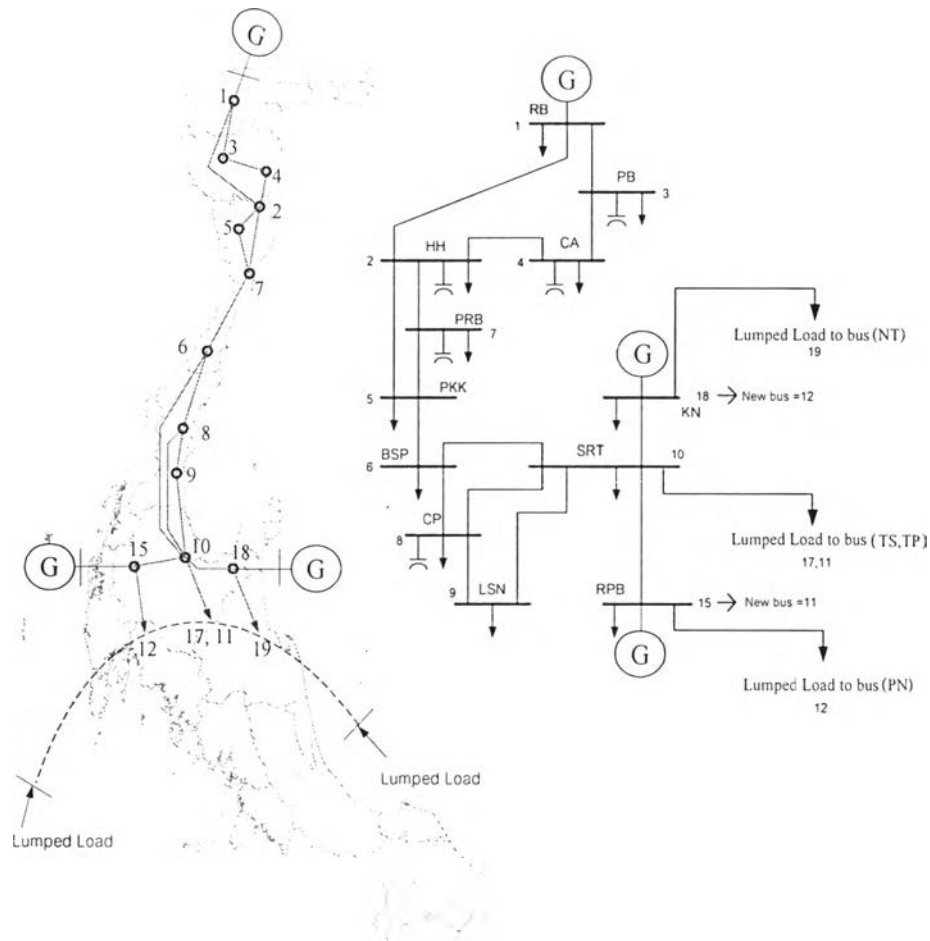 G
1
3
4
2
5
7
6
8
9
10
15
18
G
G
12
17, 11
19
Lumped Load
Lumped Load
G
RB
1
PB
3
HH
2
CA
4
PRB
7
PKK
5
BSP
6
CP
8
LSN
9
SRT
10
G
KN
18 → New bus =12
Lumped Load to bus (NT)
19
Lumped Load to bus (TS,TP)
17,11
RPB
15 → New bus =11
G
Lumped Load to bus (PN)
12